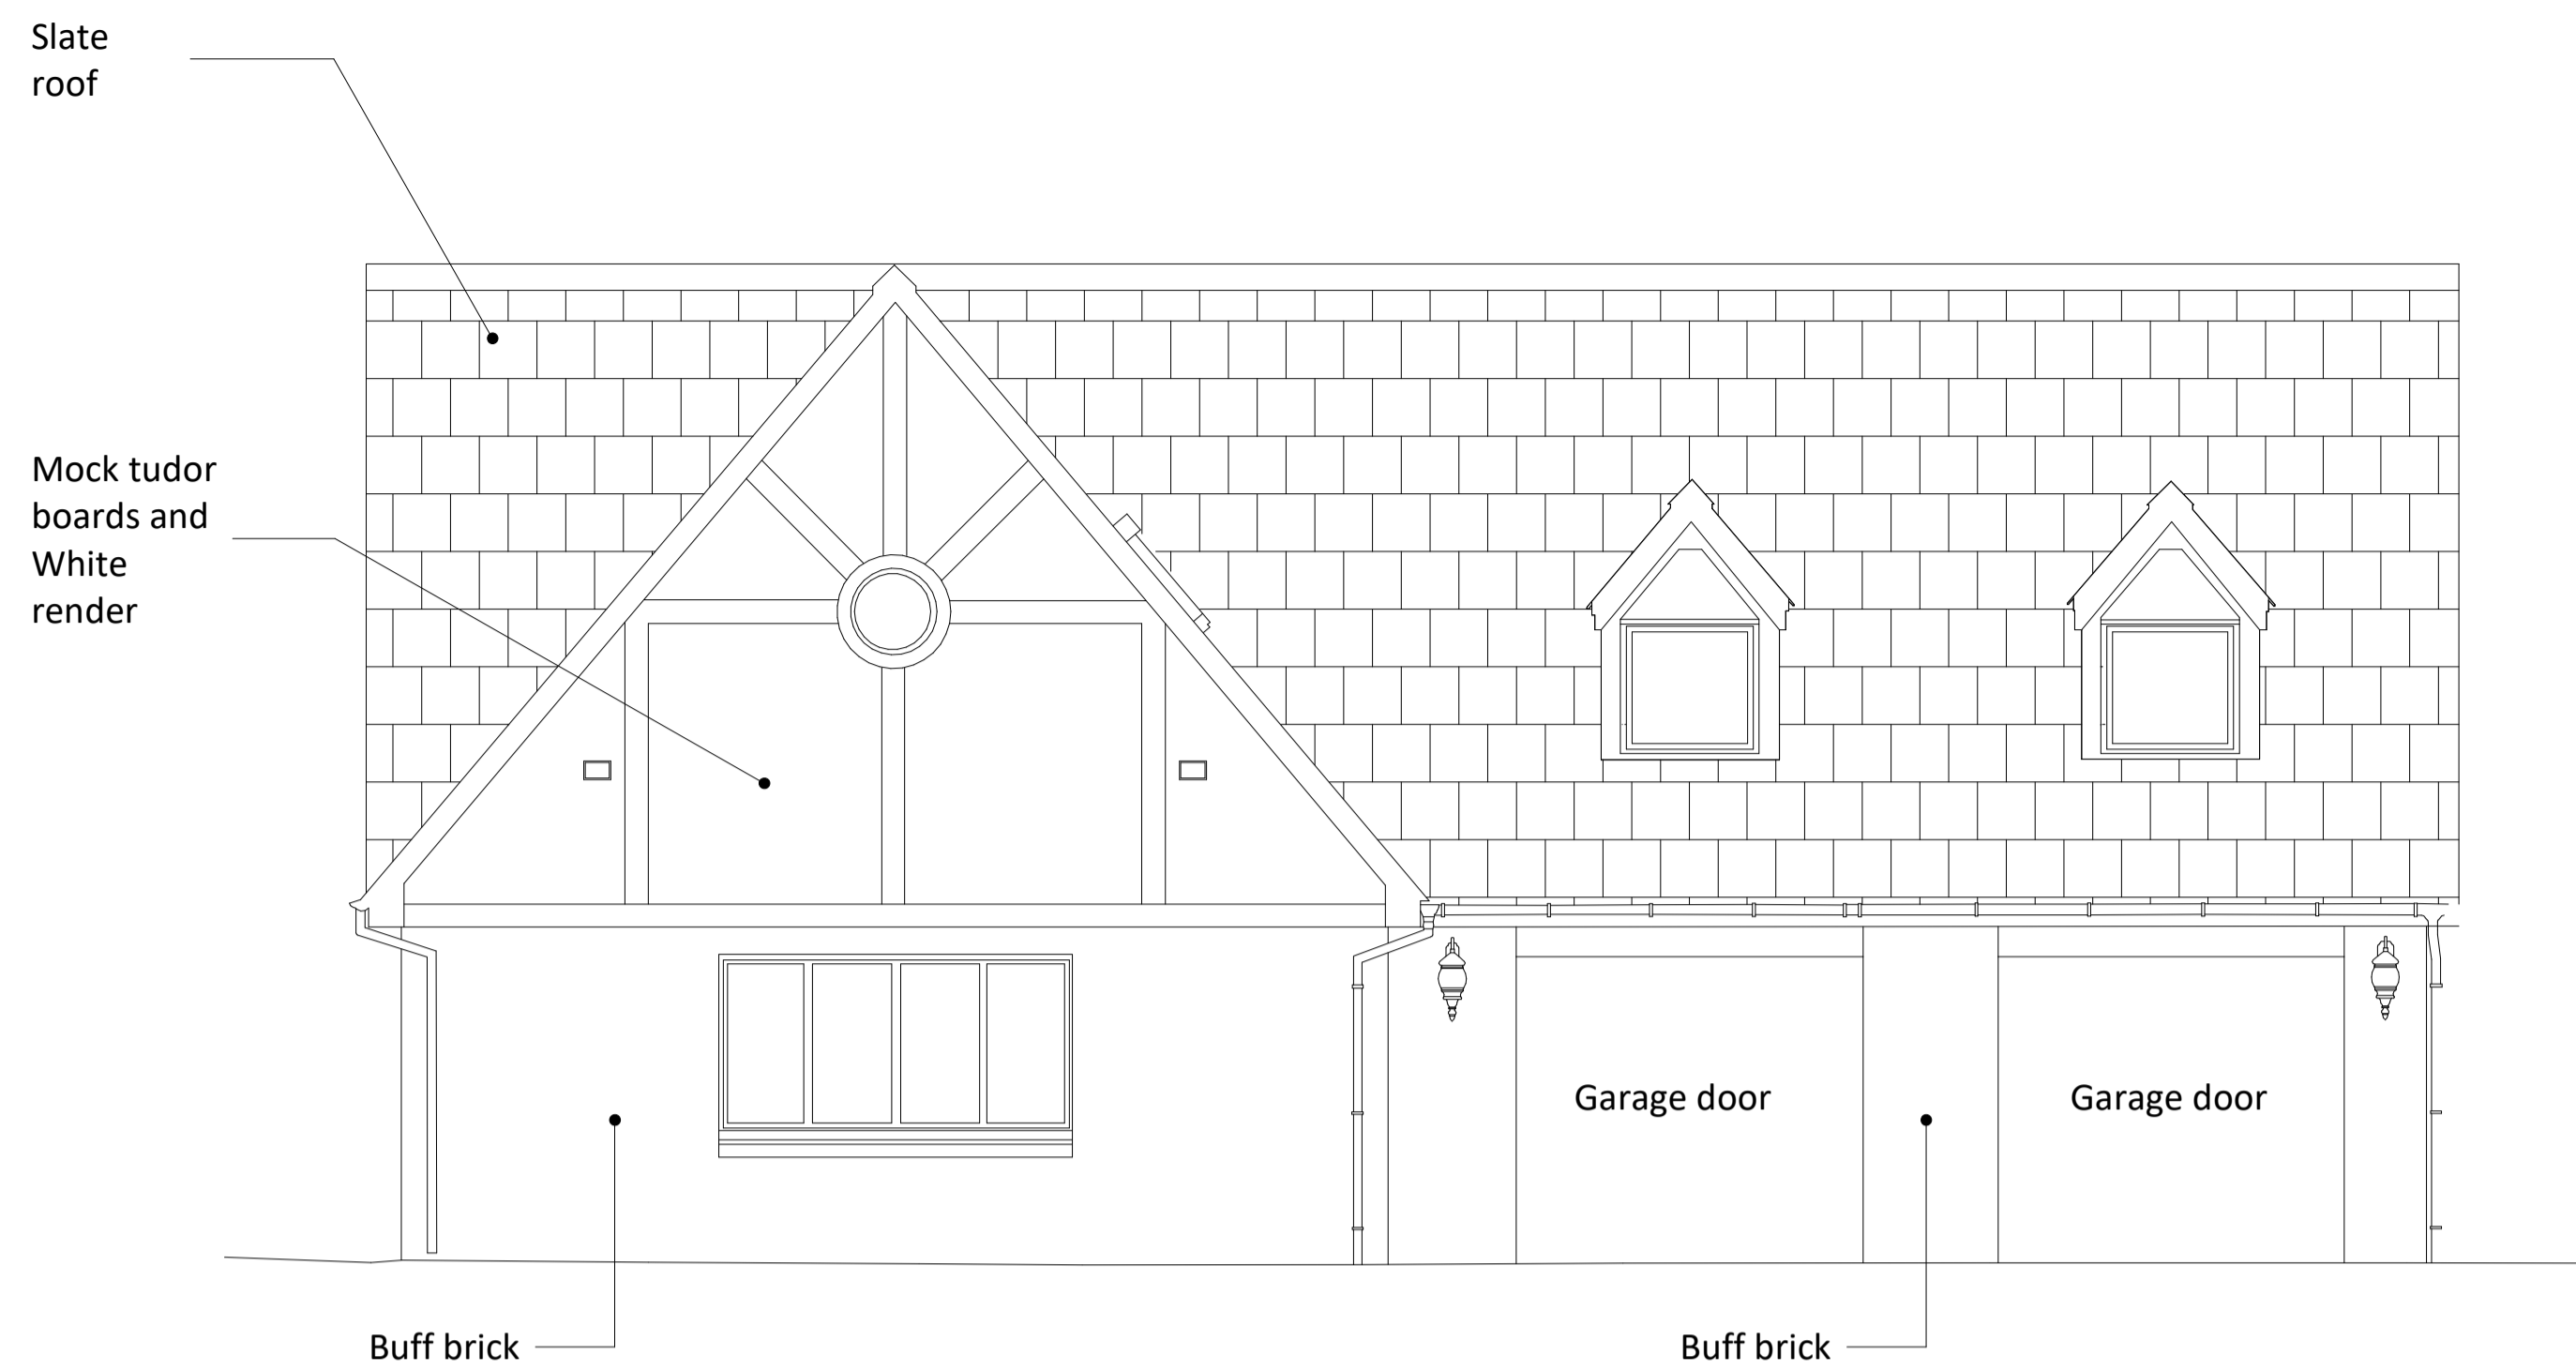 Slate
roof
Mock tudor
boards and
White
render
Garage door
Garage door
Buff brick
Buff brick